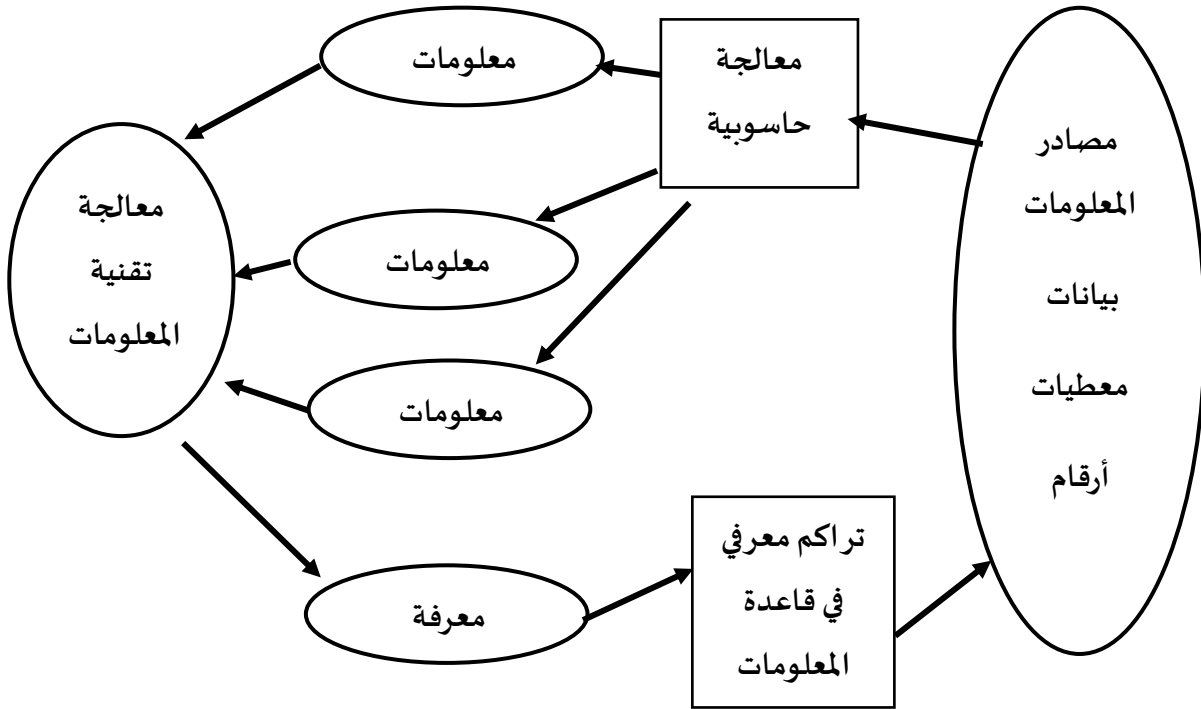 مصادر
المعلومات
بيانات
معطيات
أرقام
معالجة
حاسوبية
معلومات
معلومات
معلومات
معالجة
تقنية
المعلومات
معرفة
تراكم معرفي
في قاعدة
المعلومات